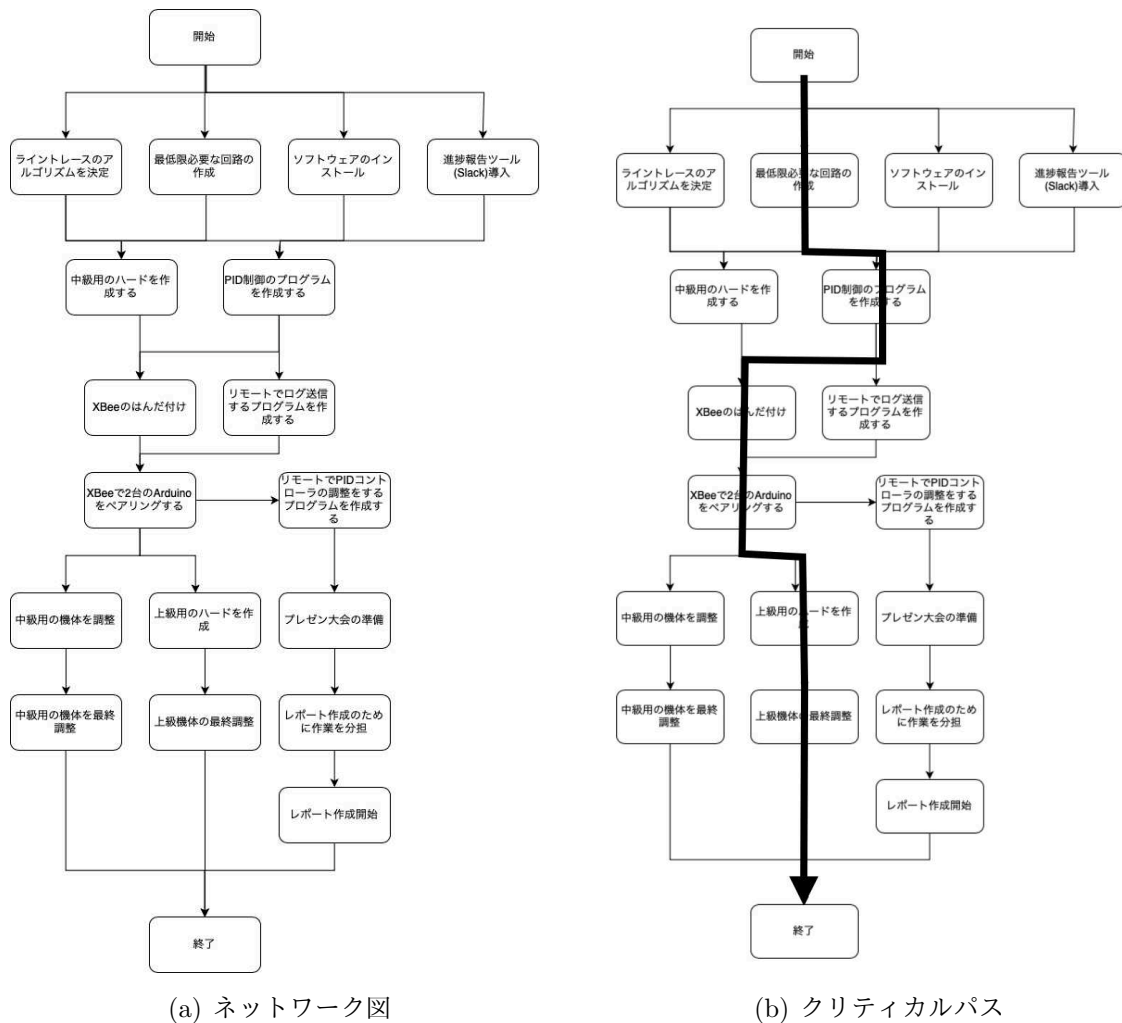 開始
ライントレースのア
ルゴリズムを決定
最低限必要な回路の
作成
ソフトウェアのイン
ストール
進捗報告ツール
(Slack)導入
中級用のハードを作
成する
PID制御のプログラム
を作成する
XBeeのはんだ付け
リモートでログ送信
するプログラムを作
成する
XBeeで2台のArduino
をペアリングする
リモートでPIDコント
ローラの調整をする
プログラムを作成す
る
中級用の機体を調整
上級用のハードを作
成
プレゼン大会の準備
中級用の機体を最終
調整
上級機体の最終調整
レポート作成のため
に作業を分担
レポート作成開始
終了
(a) ネットワーク図
開始
ライントレースのア
ルゴリズムを決定
最低限必要な回路の
作成
ソフトウェアのイン
ストール
進捗報告ツール
(Slack)導入
中級用のハードを作
成する
PID制御のプログラム
を作成する
XBeeのはんだ付け
リモートでログ送信
するプログラムを作
成する
XBeeで2台のArduino
をペアリングする
リモートでPIDコント
ローラの調整をする
プログラムを作成す
る
中級用の機体を調整
上級用のハードを作
成
プレゼン大会の準備
中級用の機体を最終
調整
上級機体の最終調整
レポート作成のため
に作業を分担
レポート作成開始
終了
(b) クリティカルパス